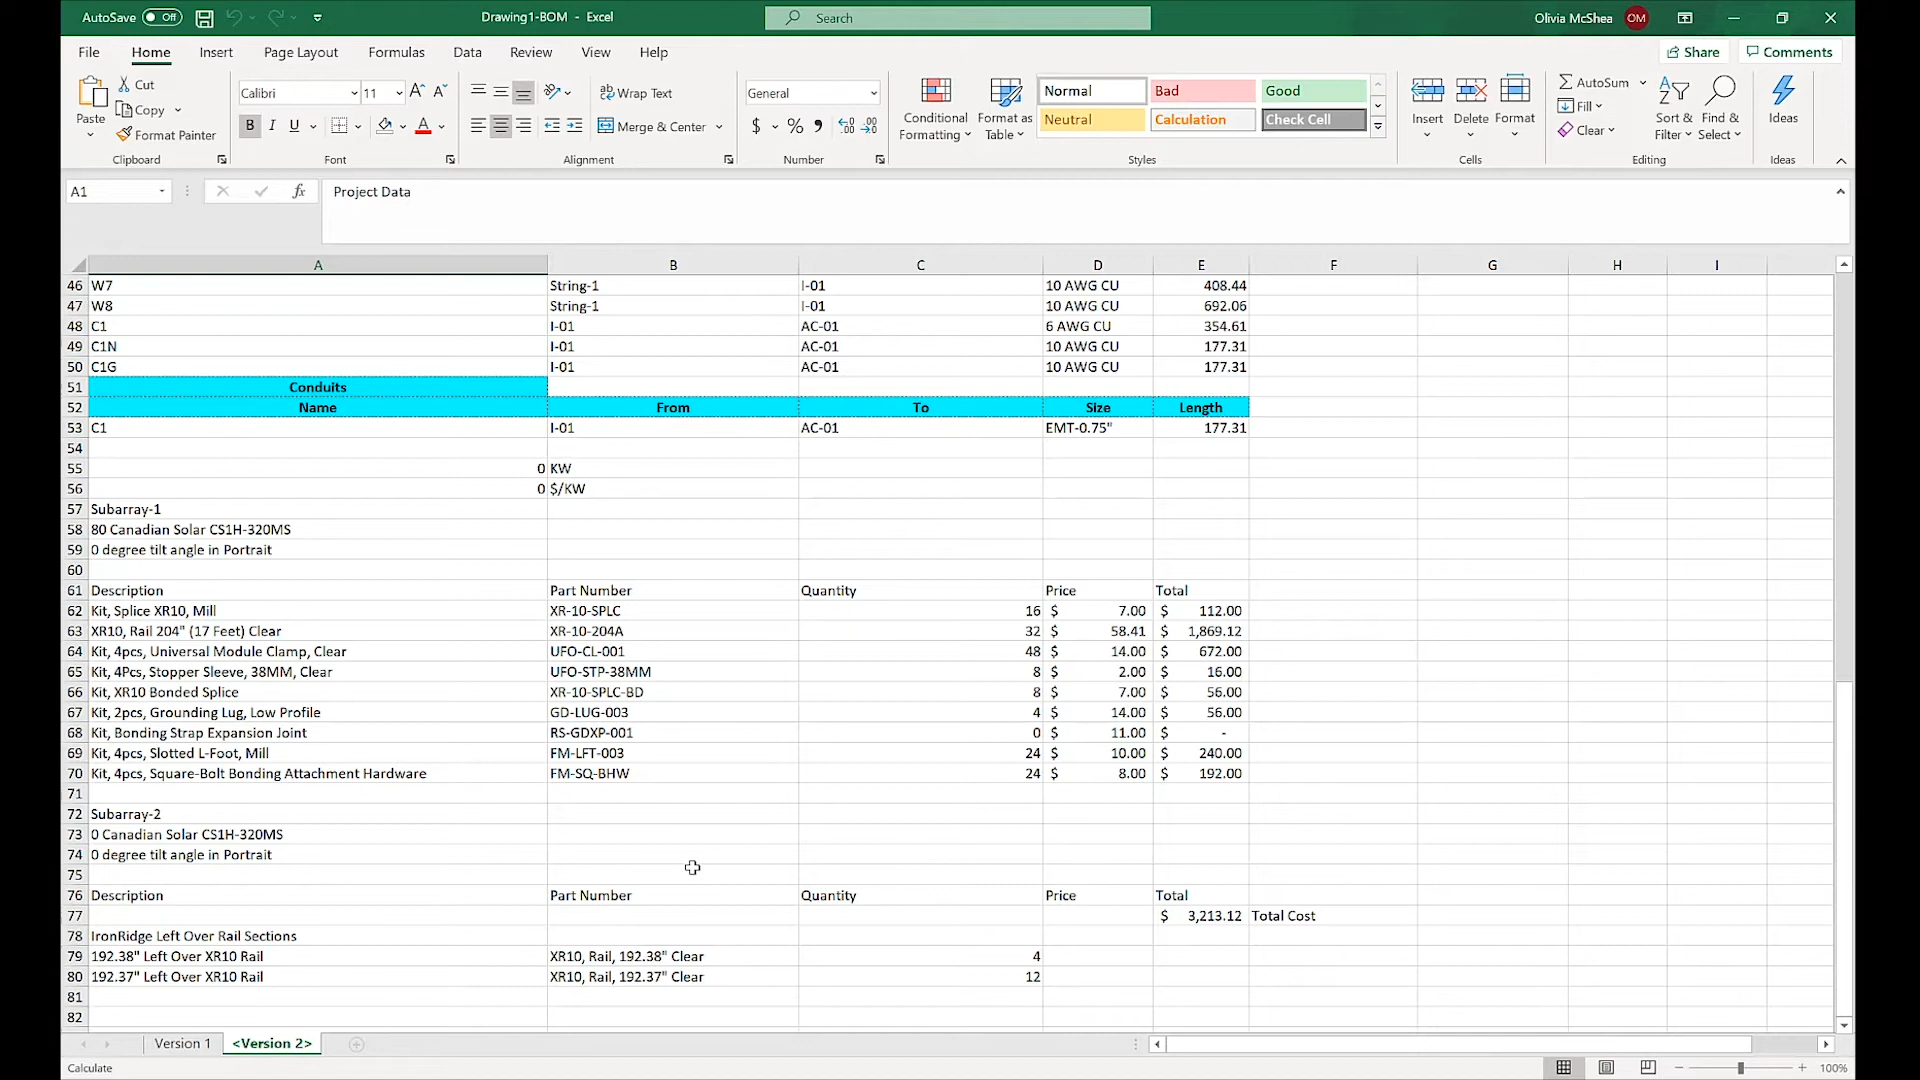 AutoSave Off Drawing1-BOM - Excel Search Olivia McShea OM
File Home Insert Page Layout Formulas Data Review View Help Share Comments
Paste Cut Copy Format Painter Clipboard
Calibri 11 A A B I U A Font
Wrap Text Merge & Center Alignment
General $ % , Number
Conditional Formatting Format as Table Normal Bad Good Neutral Calculation Check Cell Styles
Insert Delete Format Cells
AutoSum Fill Clear Sort & Filter Find & Select Editing
Ideas Ideas
A1 fx Project Data
A B C D E F G H I
46 W7 String-1 I-01 10 AWG CU 408.44
47 W8 String-1 I-01 10 AWG CU 692.06
48 C1 I-01 AC-01 6 AWG CU 354.61
49 C1N I-01 AC-01 10 AWG CU 177.31
50 C1G I-01 AC-01 10 AWG CU 177.31
51 Conduits
52 Name From To Size Length
53 C1 I-01 AC-01 EMT-0.75" 177.31
54
55 0 KW
56 0 $/KW
57 Subarray-1
58 80 Canadian Solar CS1H-320MS
59 0 degree tilt angle in Portrait
60
61 Description Part Number Quantity Price Total
62 Kit, Splice XR10, Mill XR-10-SPLC 16 $ 7.00 $ 112.00
63 XR10, Rail 204" (17 Feet) Clear XR-10-204A 32 $ 58.41 $ 1,869.12
64 Kit, 4pcs, Universal Module Clamp, Clear UFO-CL-001 48 $ 14.00 $ 672.00
65 Kit, 4Pcs, Stopper Sleeve, 38MM, Clear UFO-STP-38MM 8 $ 2.00 $ 16.00
66 Kit, XR10 Bonded Splice XR-10-SPLC-BD 8 $ 7.00 $ 56.00
67 Kit, 2pcs, Grounding Lug, Low Profile GD-LUG-003 4 $ 14.00 $ 56.00
68 Kit, Bonding Strap Expansion Joint RS-GDXP-001 0 $ 11.00 $ -
69 Kit, 4pcs, Slotted L-Foot, Mill FM-LFT-003 24 $ 10.00 $ 240.00
70 Kit, 4pcs, Square-Bolt Bonding Attachment Hardware FM-SQ-BHW 24 $ 8.00 $ 192.00
71
72 Subarray-2
73 0 Canadian Solar CS1H-320MS
74 0 degree tilt angle in Portrait
75
76 Description Part Number Quantity Price Total
77 $ 3,213.12 Total Cost
78 IronRidge Left Over Rail Sections
79 192.38" Left Over XR10 Rail XR10, Rail, 192.38" Clear 4
80 192.37" Left Over XR10 Rail XR10, Rail, 192.37" Clear 12
81
82
Version 1 <Version 2>
Calculate 100%